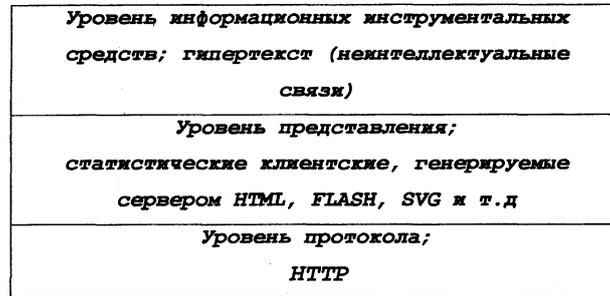 Уровень информационных инструментальных
средств; гипертекст (неинтеллектуальные
связи)
Уровень представления;
статистические клиентские, генерируемые
сервером HTML, FLASH, SVG и т.д
Уровень протокола;
HTTP